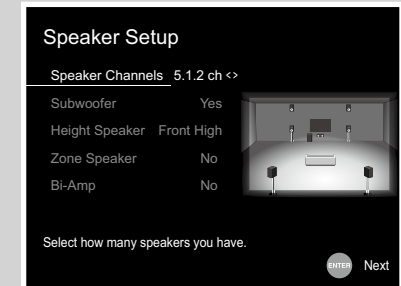 Speaker Setup
Speaker Channels 5.1.2 ch <>
Subwoofer Yes
Height Speaker Front High
Zone Speaker No
Bi-Amp No
Select how many speakers you have.
ENTER Next